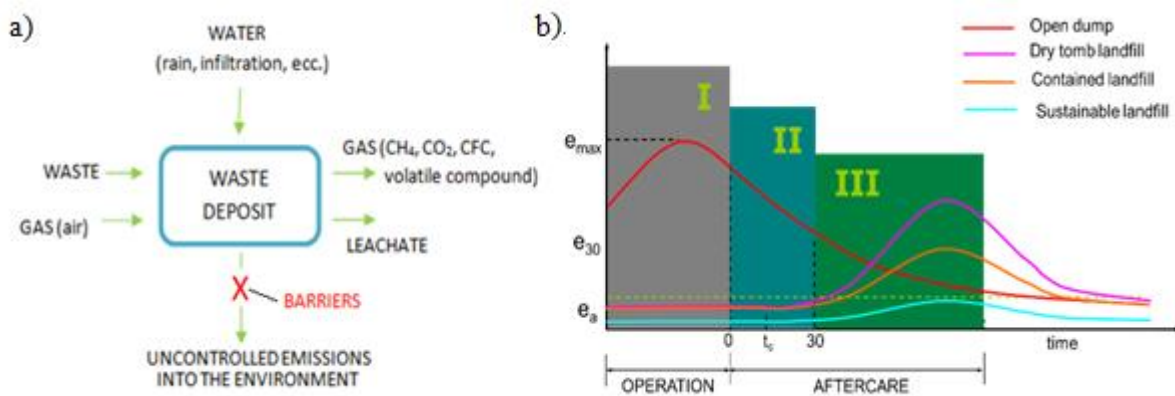 a)
WATER
(rain, infiltration, ecc.)
WASTE
GAS (air)
WASTE
DEPOSIT
GAS (CH₄, CO₂, CFC,
volatile compound)
LEACHATE
X
BARRIERS
UNCONTROLLED EMISSIONS
INTO THE ENVIRONMENT
b).
Open dump
Dry tomb landfill
Contained landfill
Sustainable landfill
I
II
III
eₘₐₓ
e₃₀
eₐ
0
tₛ
30
time
OPERATION
AFTERCARE